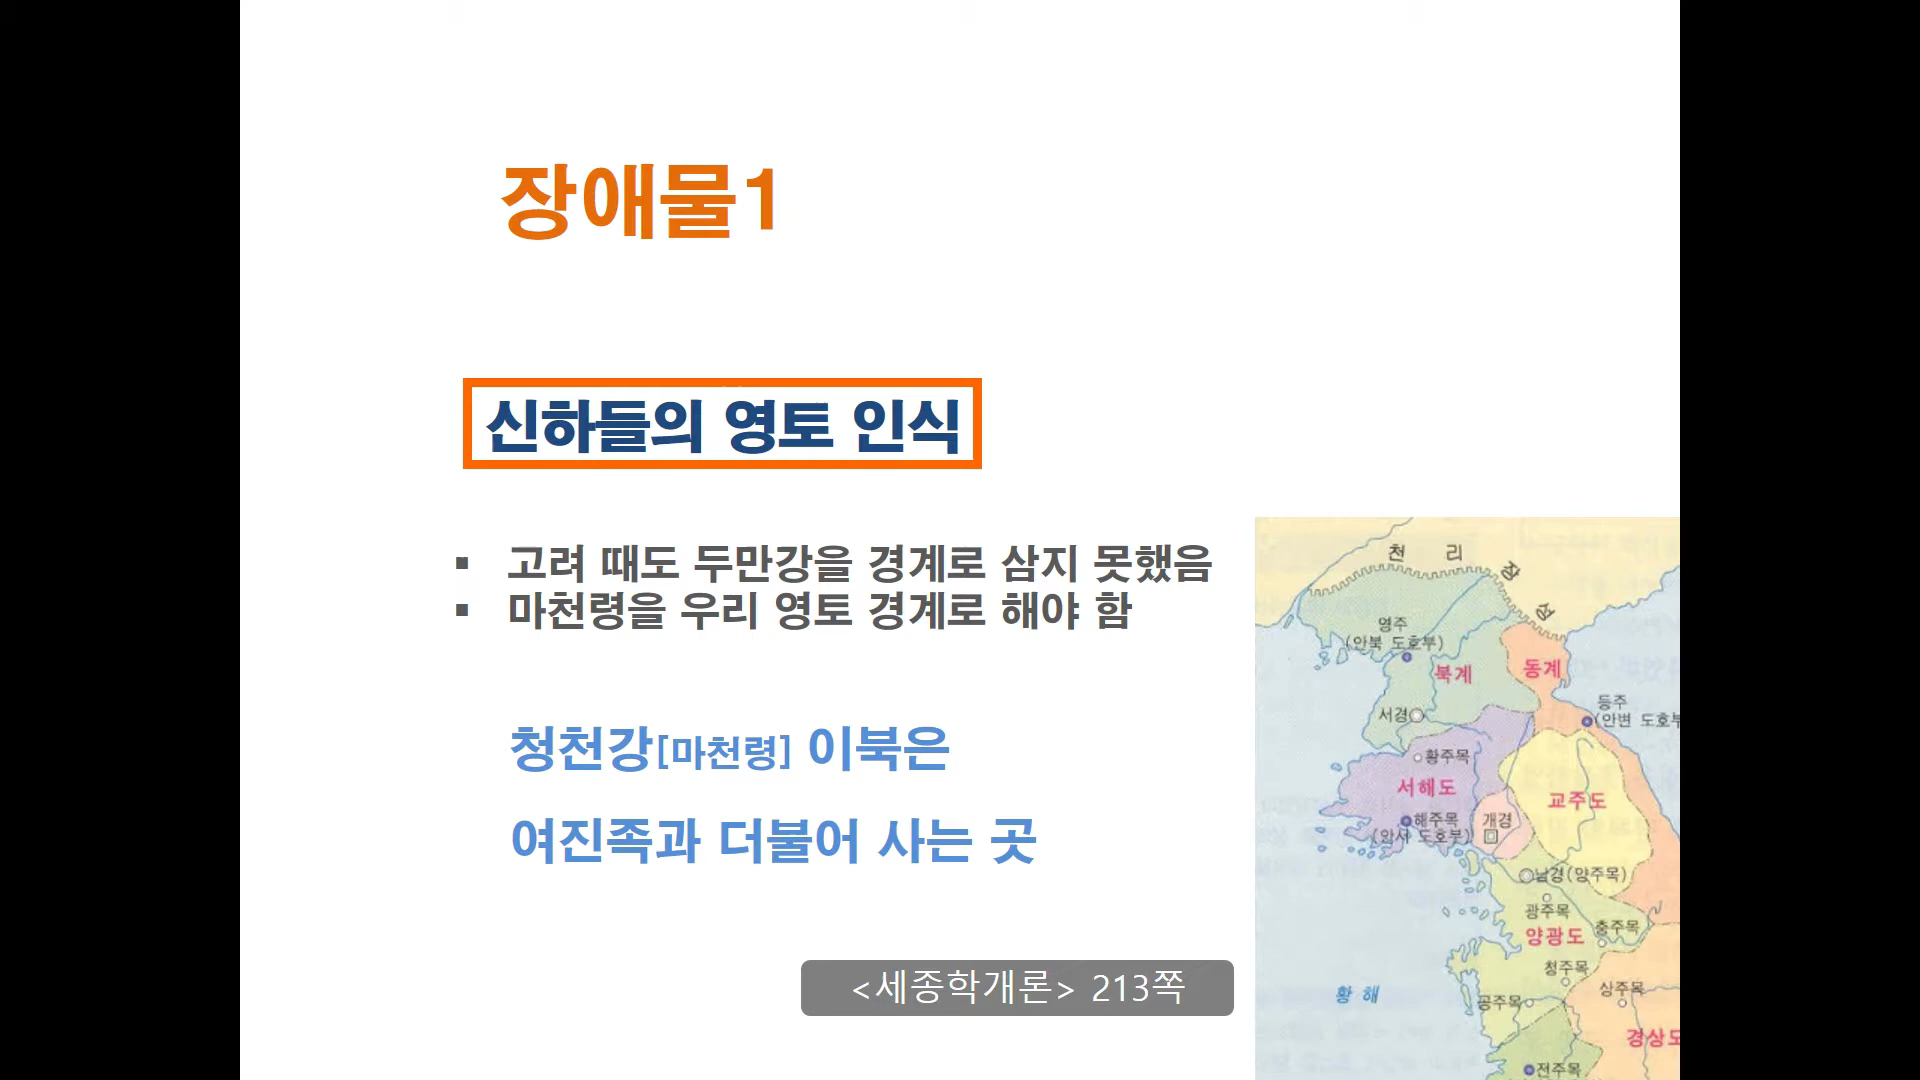 장애물1
신하들의 영토 인식
▪ 고려 때도 두만강을 경계로 삼지 못했음
▪ 마천령을 우리 영토 경계로 해야 함
청천강[마천령] 이북은
여진족과 더불어 사는 곳
<세종학개론> 213쪽
천 리 장 성
영주
(안북 도호부)
북계
동계
등주
(안변 도호부
서경
황주목
서해도
교주도
해주목
(안서 도호부)
개경
남경(양주목)
광주목
충주목
양광도
청주목
상주목
황 해
공주목
경상도
전주목